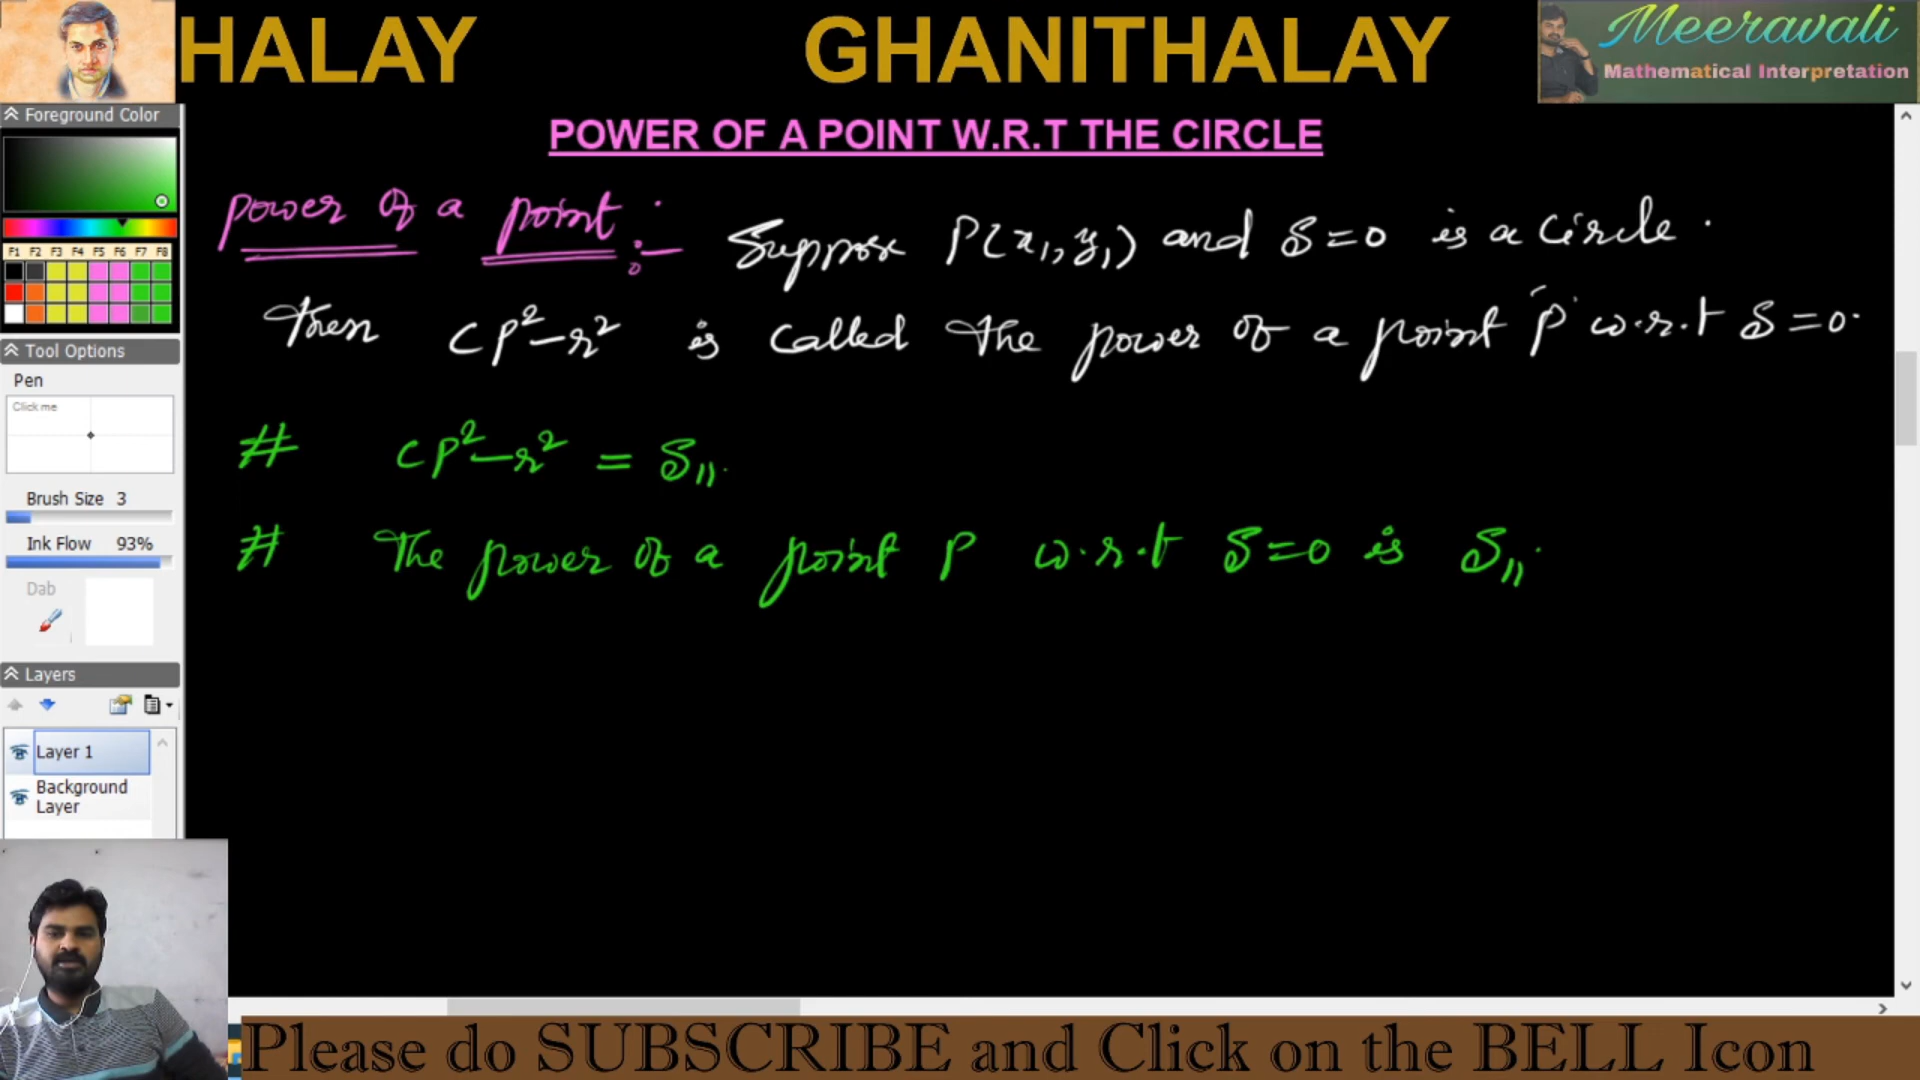 HALAY GHANITHALAY
Meeravali
Mathematical Interpretation
Foreground Color
POWER OF A POINT W.R.T THE CIRCLE
power of a point :- Suppose P(x₁, y₁) and S=0 is a circle.
F1 F2 F3 F4 F5 F6 F7 F8
Then CP²-r² is called the power of a point 'P' w.r.t S=0.
Tool Options
Pen
Click me
# CP²-r² = S₁₁.
Brush Size 3
Ink Flow 93%
# The power of a point P w.r.t S=0 is S₁₁.
Dab
Layers
Layer 1
Background
Layer
Please do SUBSCRIBE and Click on the BELL Icon